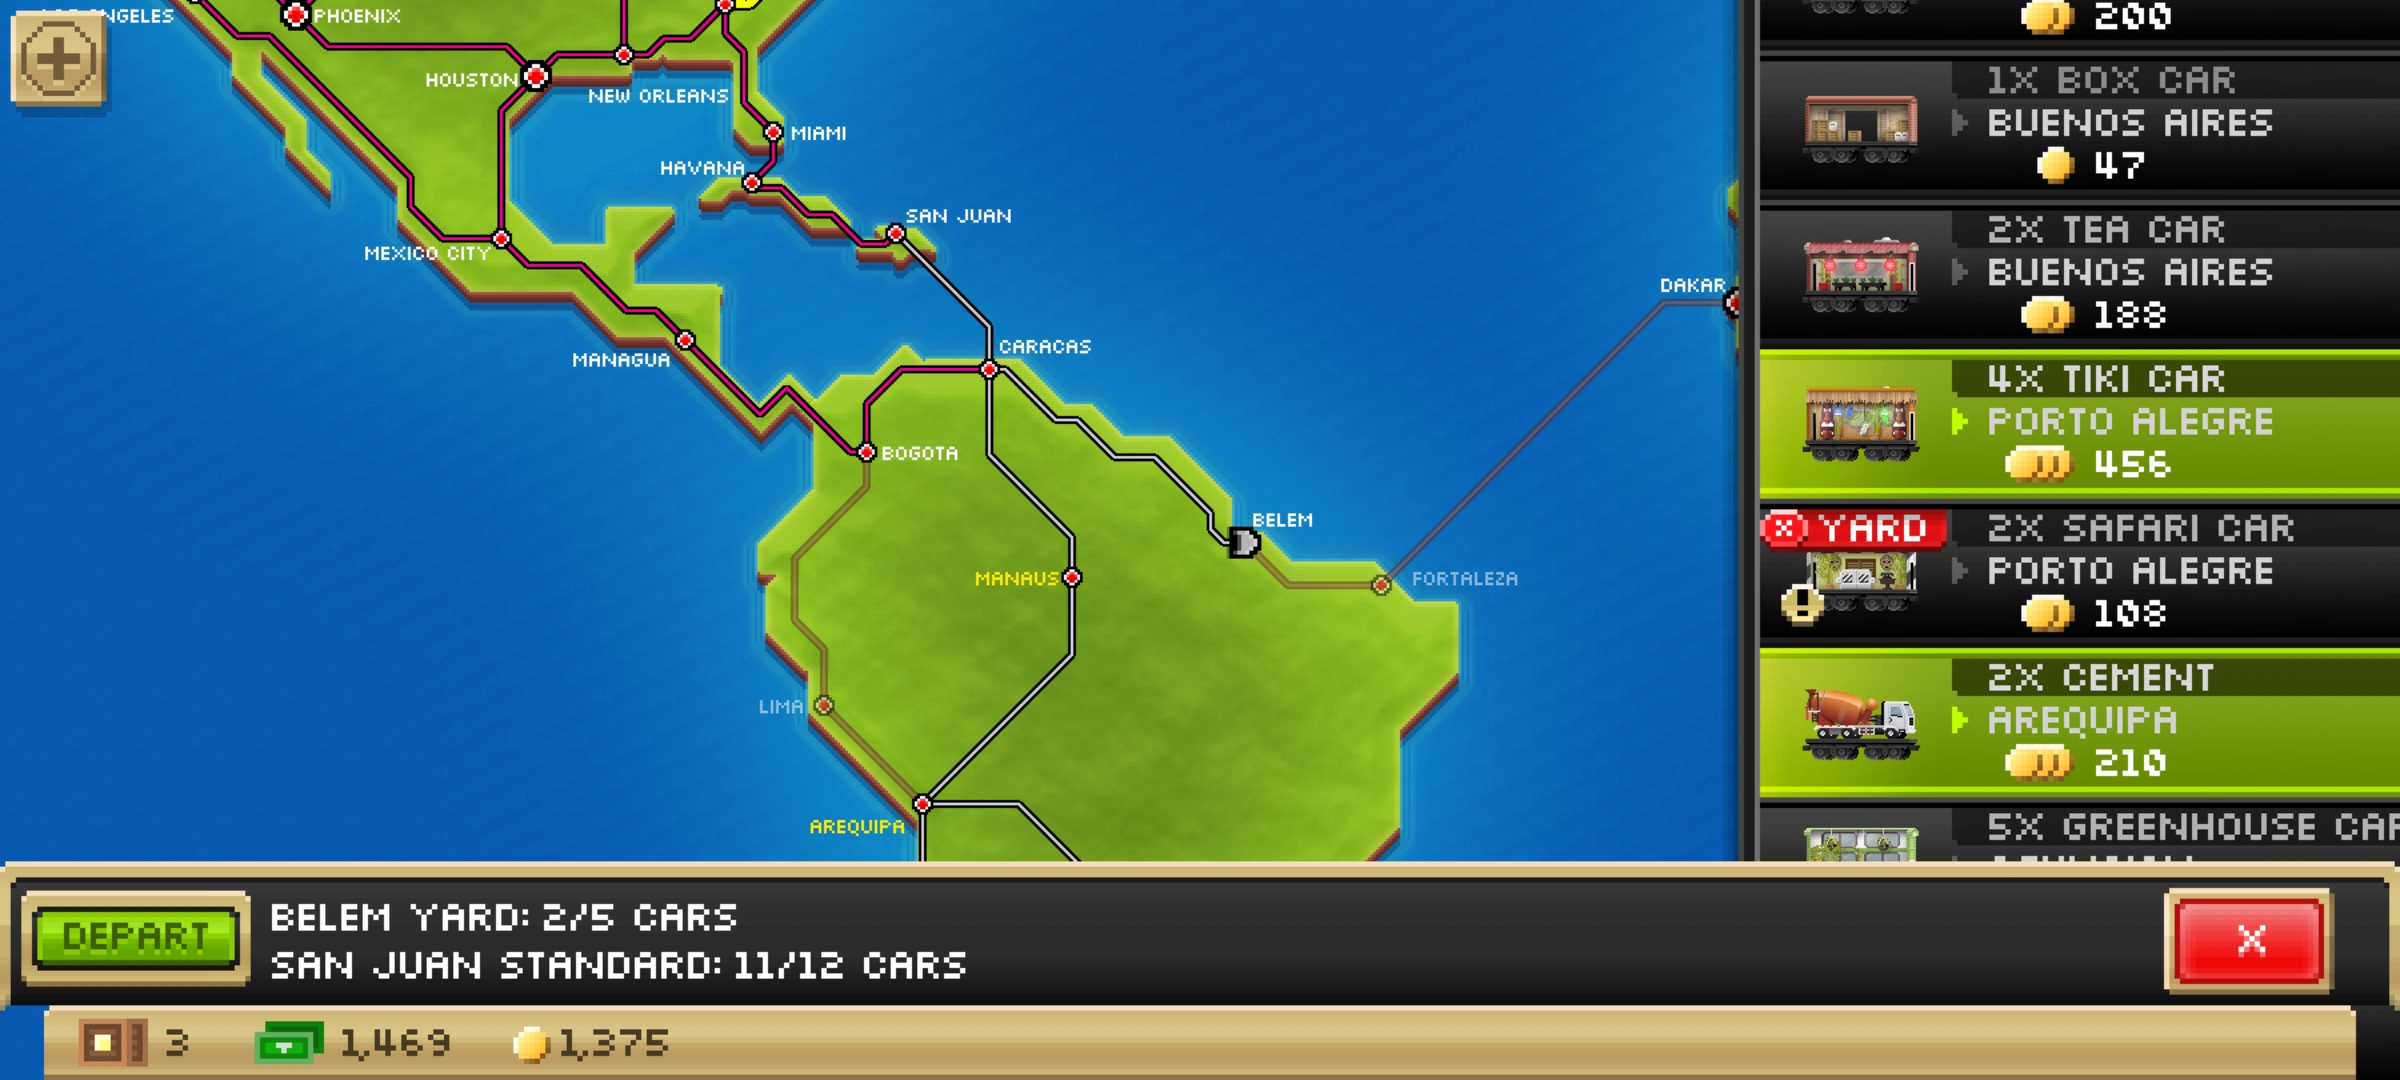 PHOENIX
HOUSTON
NEW ORLEANS
MIAMI
HAVANA
SAN JUAN
MEXICO CITY
MANAGUA
CARACAS
DAKAR
BOGOTA
BELEM
MANAUS
FORTALEZA
LIMA
AREQUIPA
200
1X BOX CAR
BUENOS AIRES
47
2X TEA CAR
BUENOS AIRES
188
4X TIKI CAR
PORTO ALEGRE
456
X YARD
2X SAFARI CAR
PORTO ALEGRE
! 108
2X CEMENT
AREQUIPA
210
5X GREENHOUSE CAR
DEPART
BELEM YARD: 2/5 CARS
SAN JUAN STANDARD: 11/12 CARS
X
3 1,469 1,375